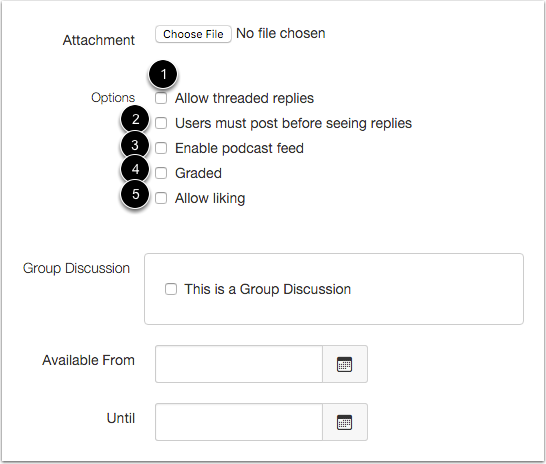 Attachment Choose File No file chosen
1
Options Allow threaded replies
2 Users must post before seeing replies
3 Enable podcast feed
4 Graded
5 Allow liking
Group Discussion This is a Group Discussion
Available From
Until